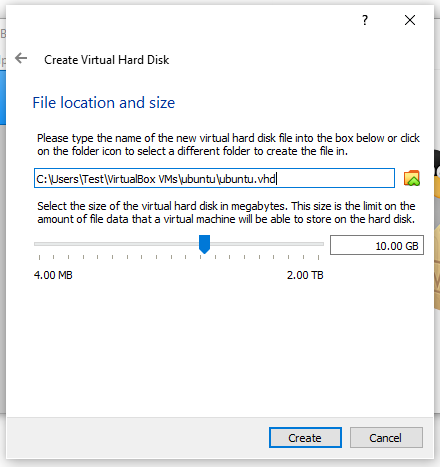 Create Virtual Hard Disk
File location and size
Please type the name of the new virtual hard disk file into the box below or click
on the folder icon to select a different folder to create the file in.
C:\Users\Test\VirtualBox VMs\ubuntu\ubuntu.vhd
Select the size of the virtual hard disk in megabytes. This size is the limit on the
amount of file data that a virtual machine will be able to store on the hard disk.
10.00 GB
4.00 MB 2.00 TB
Create Cancel